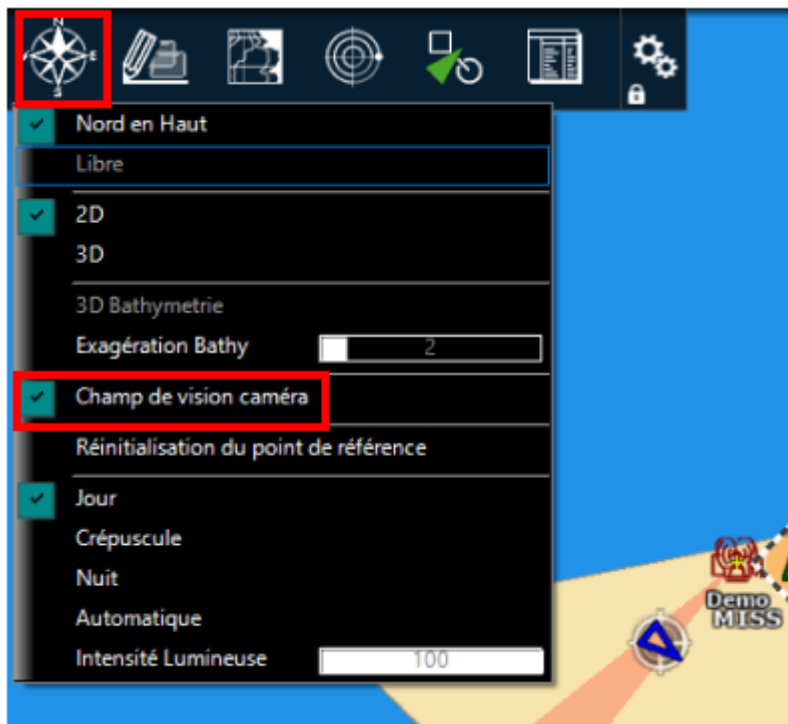 N
E
S
Nord en Haut
Libre
2D
3D
3D Bathymetrie
Exagération Bathy 2
Champ de vision caméra
Réinitialisation du point de référence
Jour
Crépuscule
Nuit
Automatique
Intensité Lumineuse 100
Demo
MISS